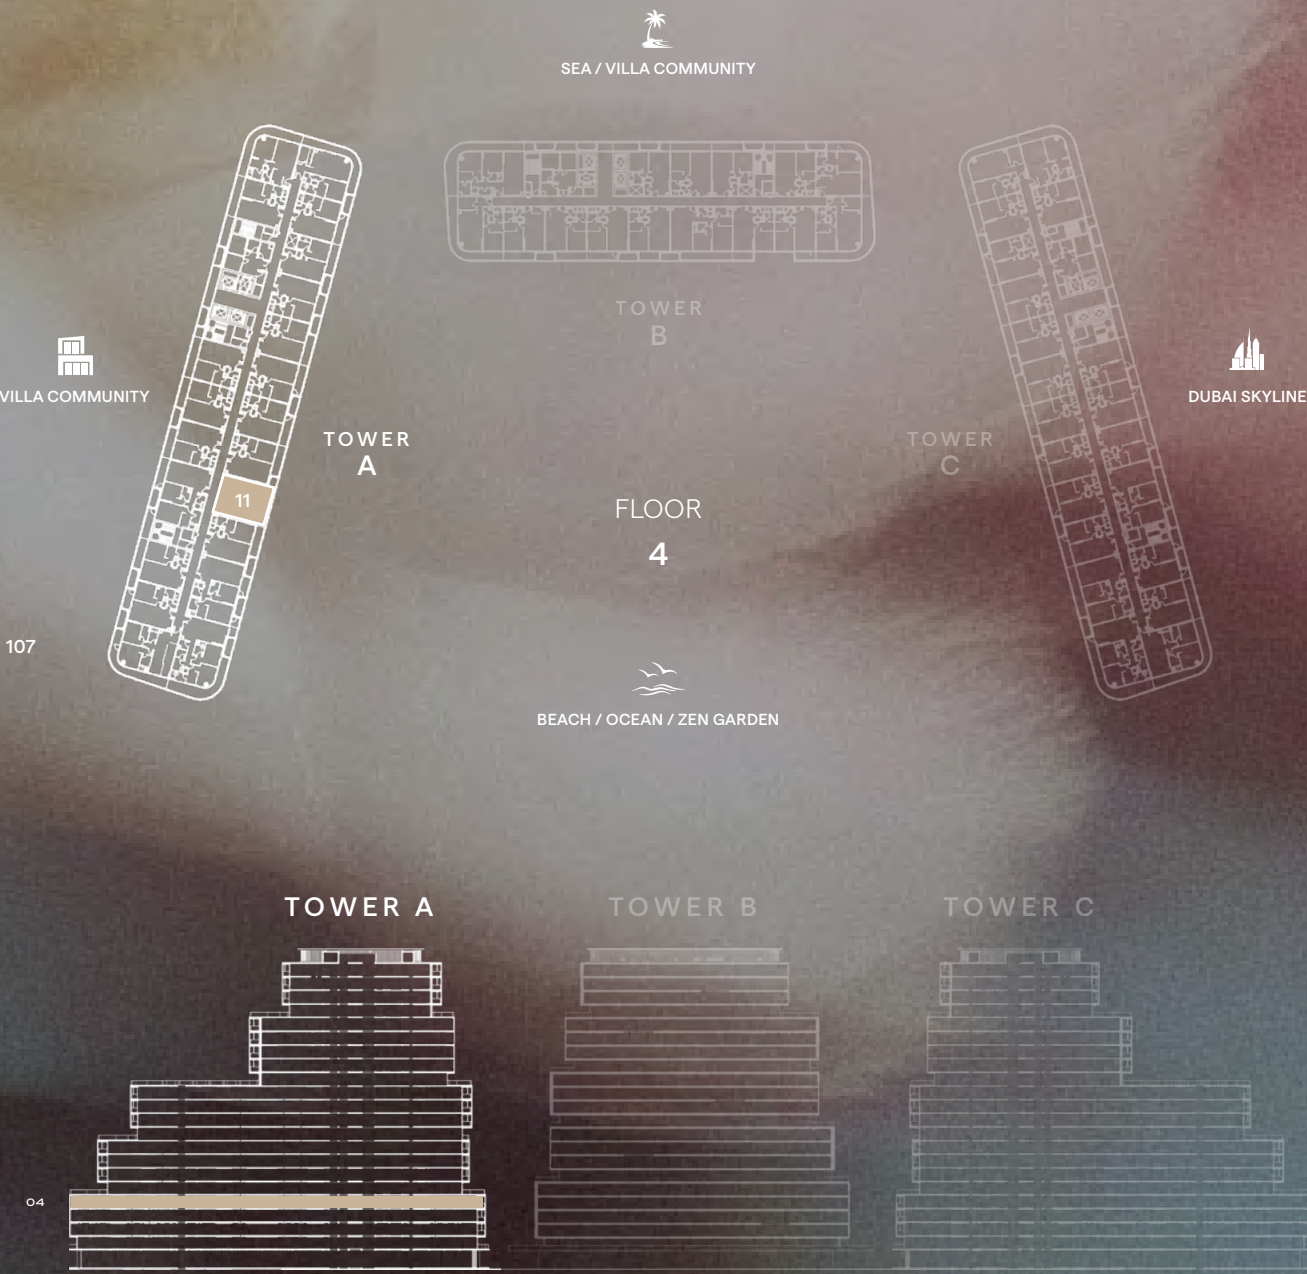 SEA / VILLA COMMUNITY
TOWER
B
VILLA COMMUNITY
DUBAI SKYLINE
TOWER
A
TOWER
C
11
FLOOR
4
107
BEACH / OCEAN / ZEN GARDEN
TOWER A
TOWER B
TOWER C
04